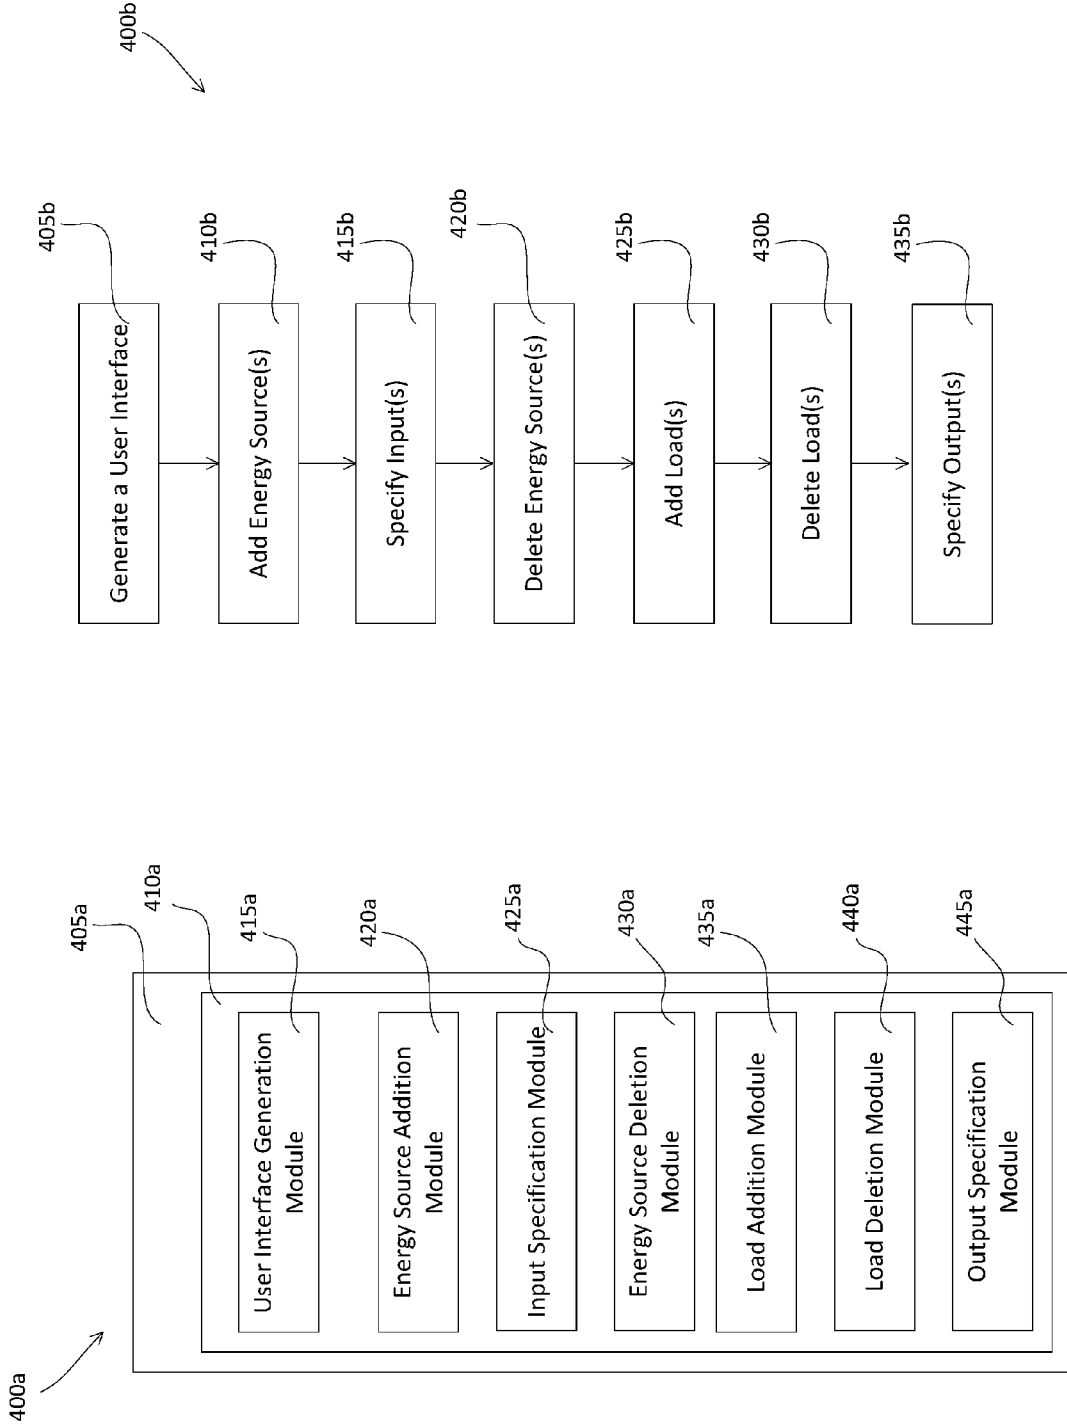 400a
405a
410a
415a
User Interface Generation
Module
420a
Energy Source Addition
Module
425a
Input Specification Module
430a
Energy Source Deletion
Module
435a
Load Addition Module
440a
Load Deletion Module
445a
Output Specification
Module
400b
405b
Generate a User Interface
410b
Add Energy Source(s)
415b
Specify Input(s)
420b
Delete Energy Source(s)
425b
Add Load(s)
430b
Delete Load(s)
435b
Specify Output(s)